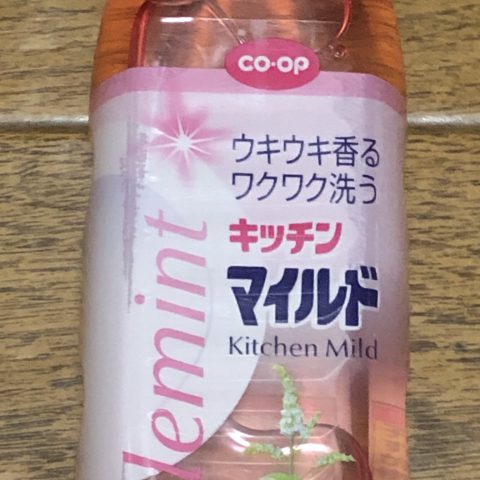 co·op
ウキウキ香る
ワクワク洗う
キッチン
マイルド
Kitchen Mild